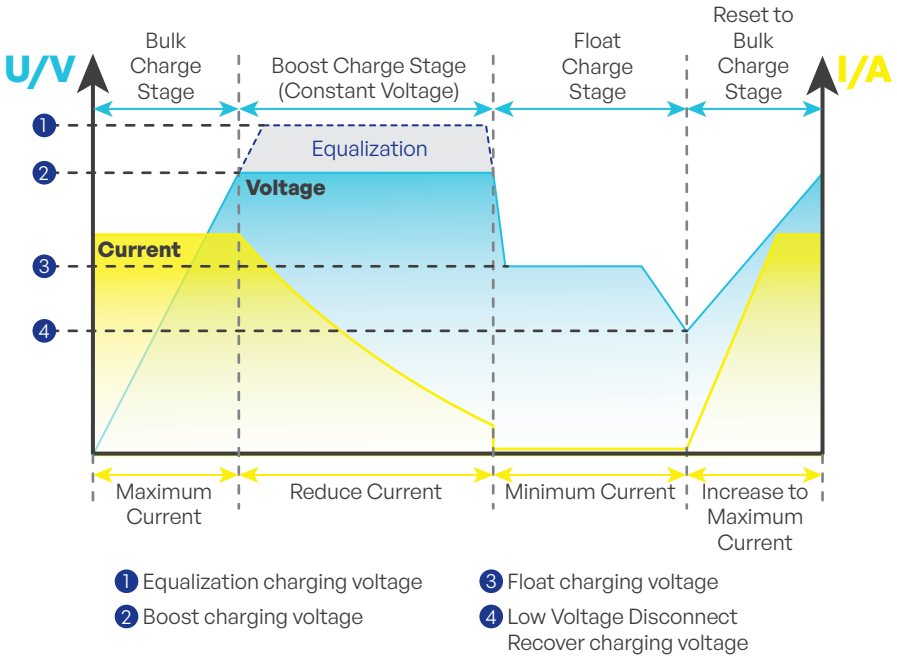 U/V
Bulk
Charge
Stage
Boost Charge Stage
(Constant Voltage)
Float
Charge
Stage
Reset to
Bulk
Charge
Stage
I/A
1
Equalization
2
Voltage
Current
3
4
Maximum
Current
Reduce Current
Minimum Current
Increase to
Maximum
Current
1 Equalization charging voltage
2 Boost charging voltage
3 Float charging voltage
4 Low Voltage Disconnect
Recover charging voltage